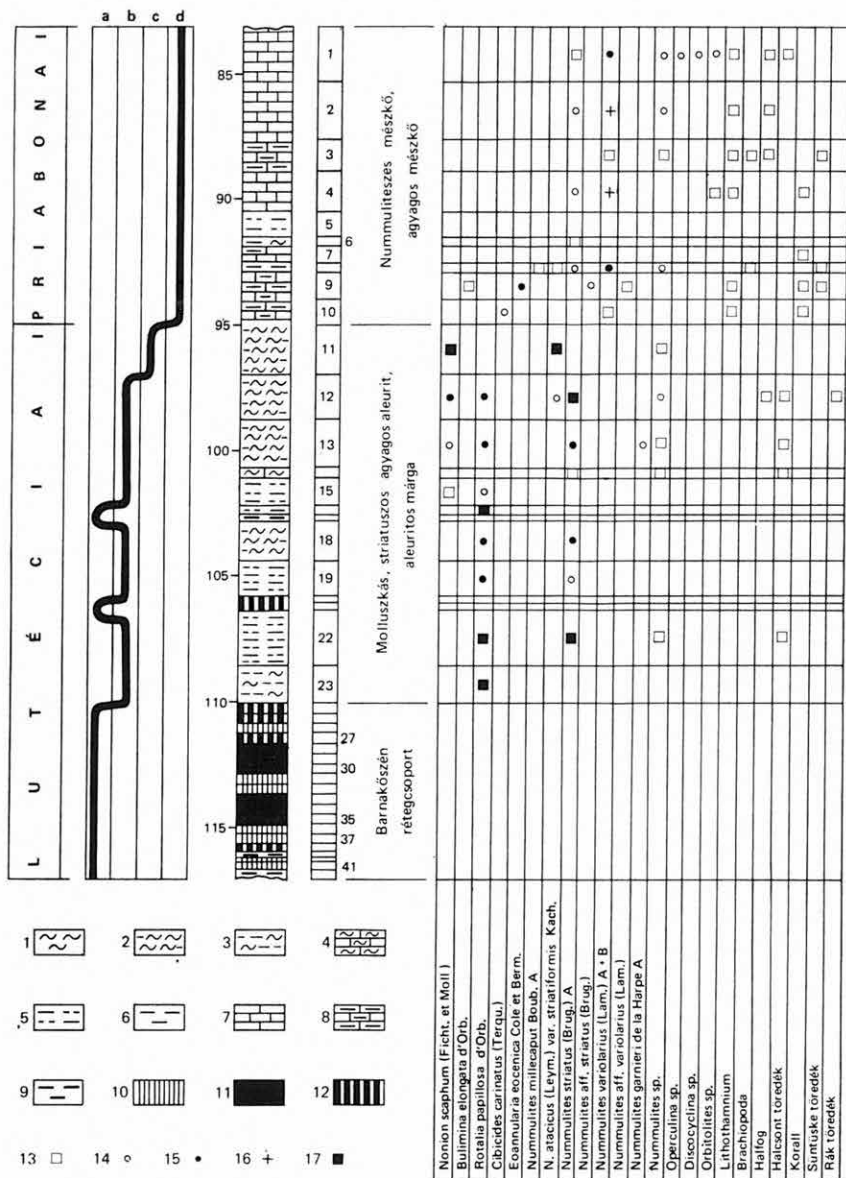 a b c d
PRIABONAI
LUTÉCIAI
85
90
95
100
105
110
115
1
2
3
4
5
6
7
9
10
11
12
13
15
18
19
22
23
27
30
35
37
41
Nummuliteszes mészkő,
agyagos mészkő
Molluszkás, striatuszos agyagos aleurit,
aleuritos márga
Barnakőszén
rétegcsoport
Nonion scaphum (Ficht. et Moll)
Bulimina elongata d'Orb.
Rotalia papillosa d'Orb.
Cibicides carinatus (Terqu.)
Eoannularia eocenica Cole et Berm.
Nummulites millecaput Boub. A
N. atacicus (Leym.) var. striatiformis Kach.
Nummulites striatus (Brug.) A
Nummulites aff. striatus (Brug.)
Nummulites variolarius (Lam.) A + B
Nummulites aff. variolarius (Lam.)
Nummulites garnieri de la Harpe A
Nummulites sp.
Operculina sp.
Discocyclina sp.
Orbitolites sp.
Lithothamnium
Brachiopoda
Halfog
Halcsont töredék
Korall
Suntüske töredék
Rák töredék
1 2 3 4
5 6 7 8
9 10 11 12
13 14 15 16 17